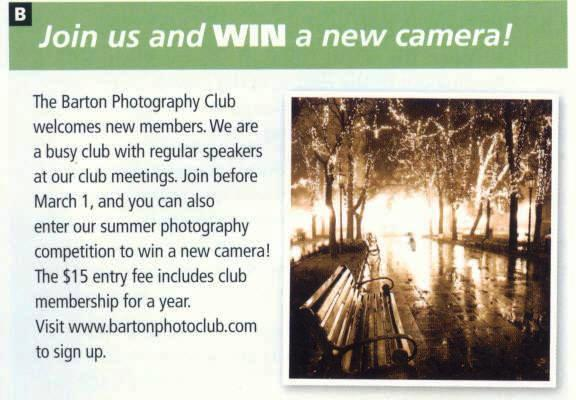 B
Join us and WIN a new camera!
The Barton Photography Club
welcomes new members. We are
a busy club with regular speakers
at our club meetings. Join before
March 1, and you can also
enter our summer photography
competition to win a new camera!
The $15 entry fee includes club
membership for a year.
Visit www.bartonphotoclub.com
to sign up.